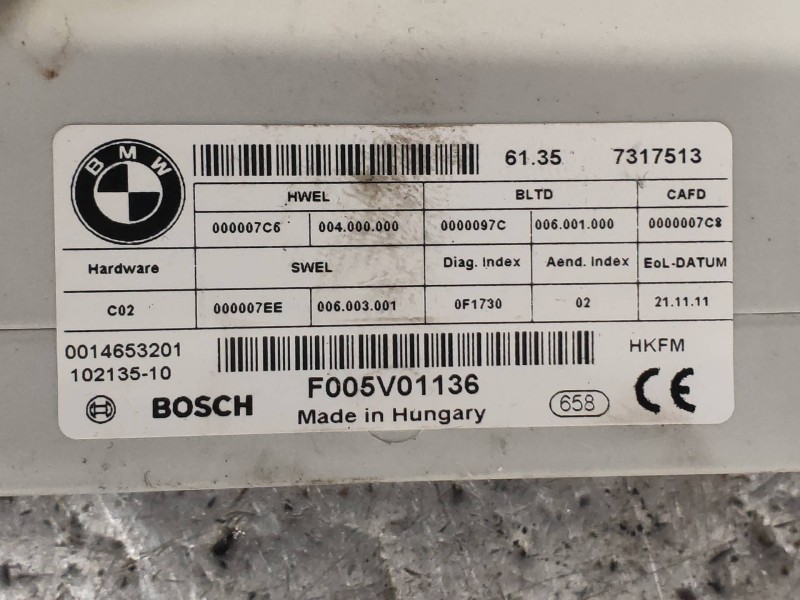 BMW
61.35 7317513
HWEL BLTD CAFD
000007C6 004.000.000 0000097C 006.001.000 0000007C8
Hardware SWEL Diag. Index Aend. Index EoL-DATUM
C02 000007EE 006.003.001 0F1730 02 21.11.11
0014653201 HKFM
102135-10
BOSCH F005V01136 658 CE
Made in Hungary